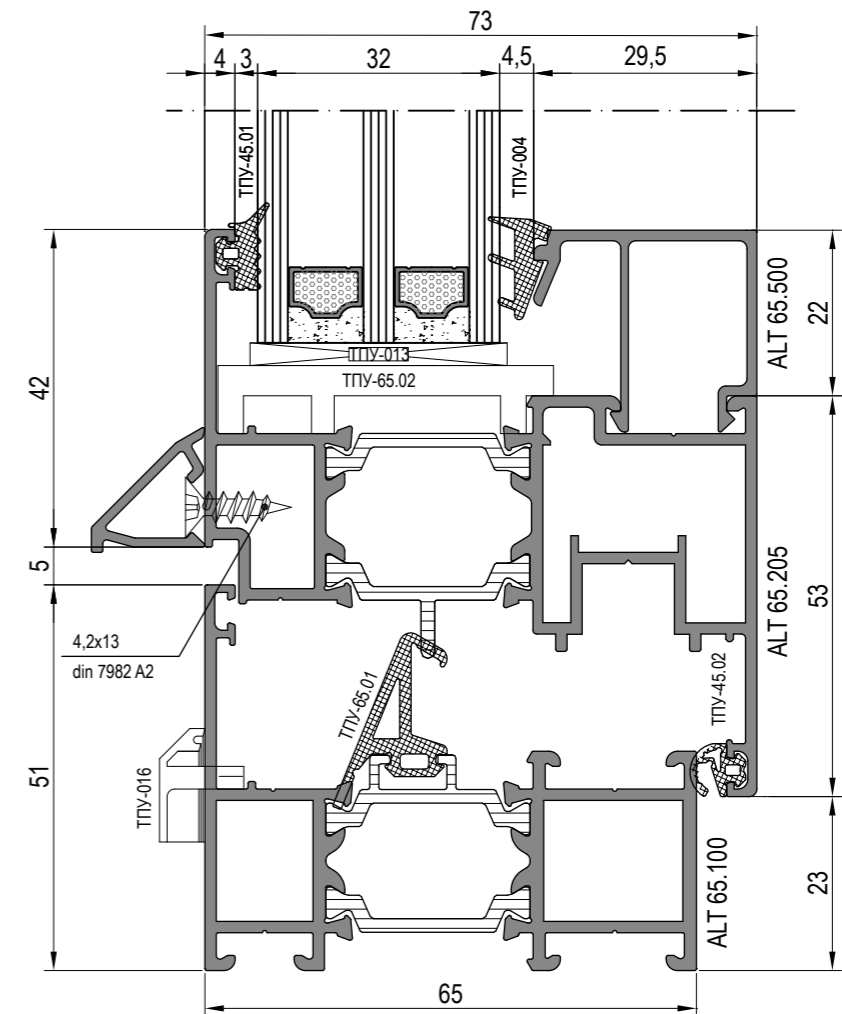 73
4
3
32
4,5
29,5
ТПУ-45.01
ТПУ-004
ТПУ-013
ТПУ-65.02
ALT 65.500
22
42
5
4,2x13
din 7982 A2
ALT 65.205
53
ТПУ-65.01
ТПУ-45.02
51
ТПУ-016
ALT 65.100
23
65